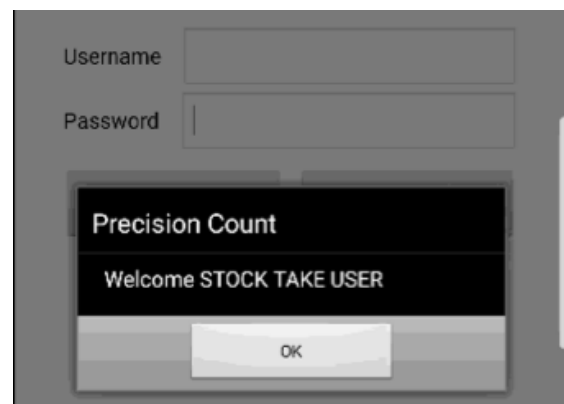 Username
Password
Precision Count
Welcome STOCK TAKE USER
OK